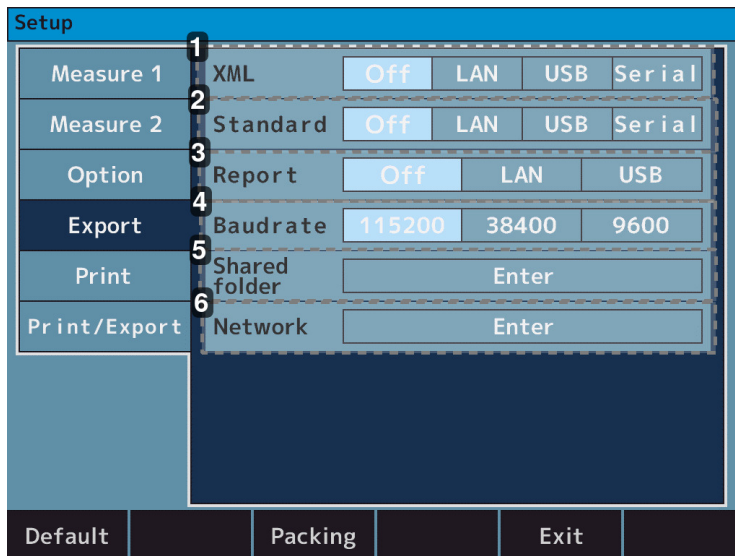 Setup
Measure 1
Measure 2
Option
Export
Print
Print/Export
1
XML Off LAN USB Serial
2
Standard Off LAN USB Serial
3
Report Off LAN USB
4
Baudrate 115200 38400 9600
5
Shared
folder Enter
6
Network Enter
Default Packing Exit